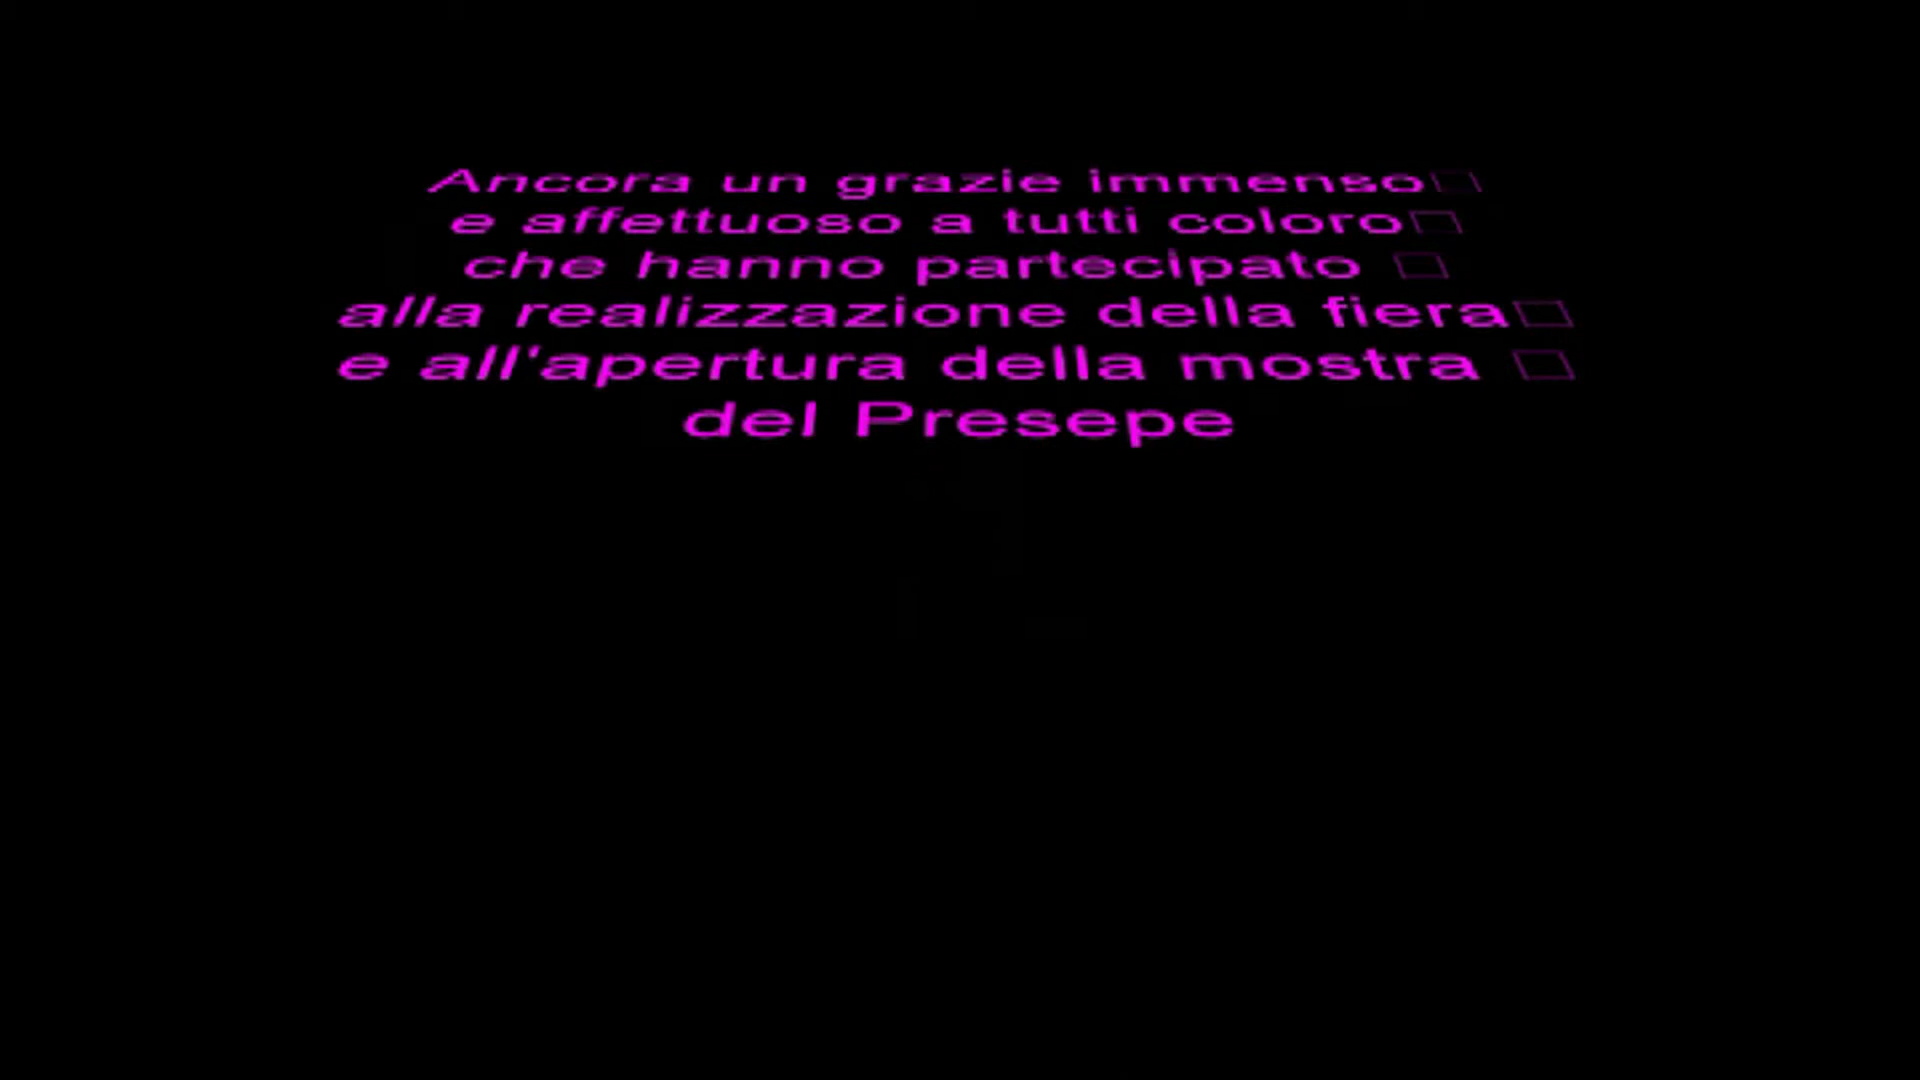 Ancora un grazie immenso
e affettuoso a tutti coloro
che hanno partecipato
alla realizzazione della fiera
e all'apertura della mostra
del Presepe